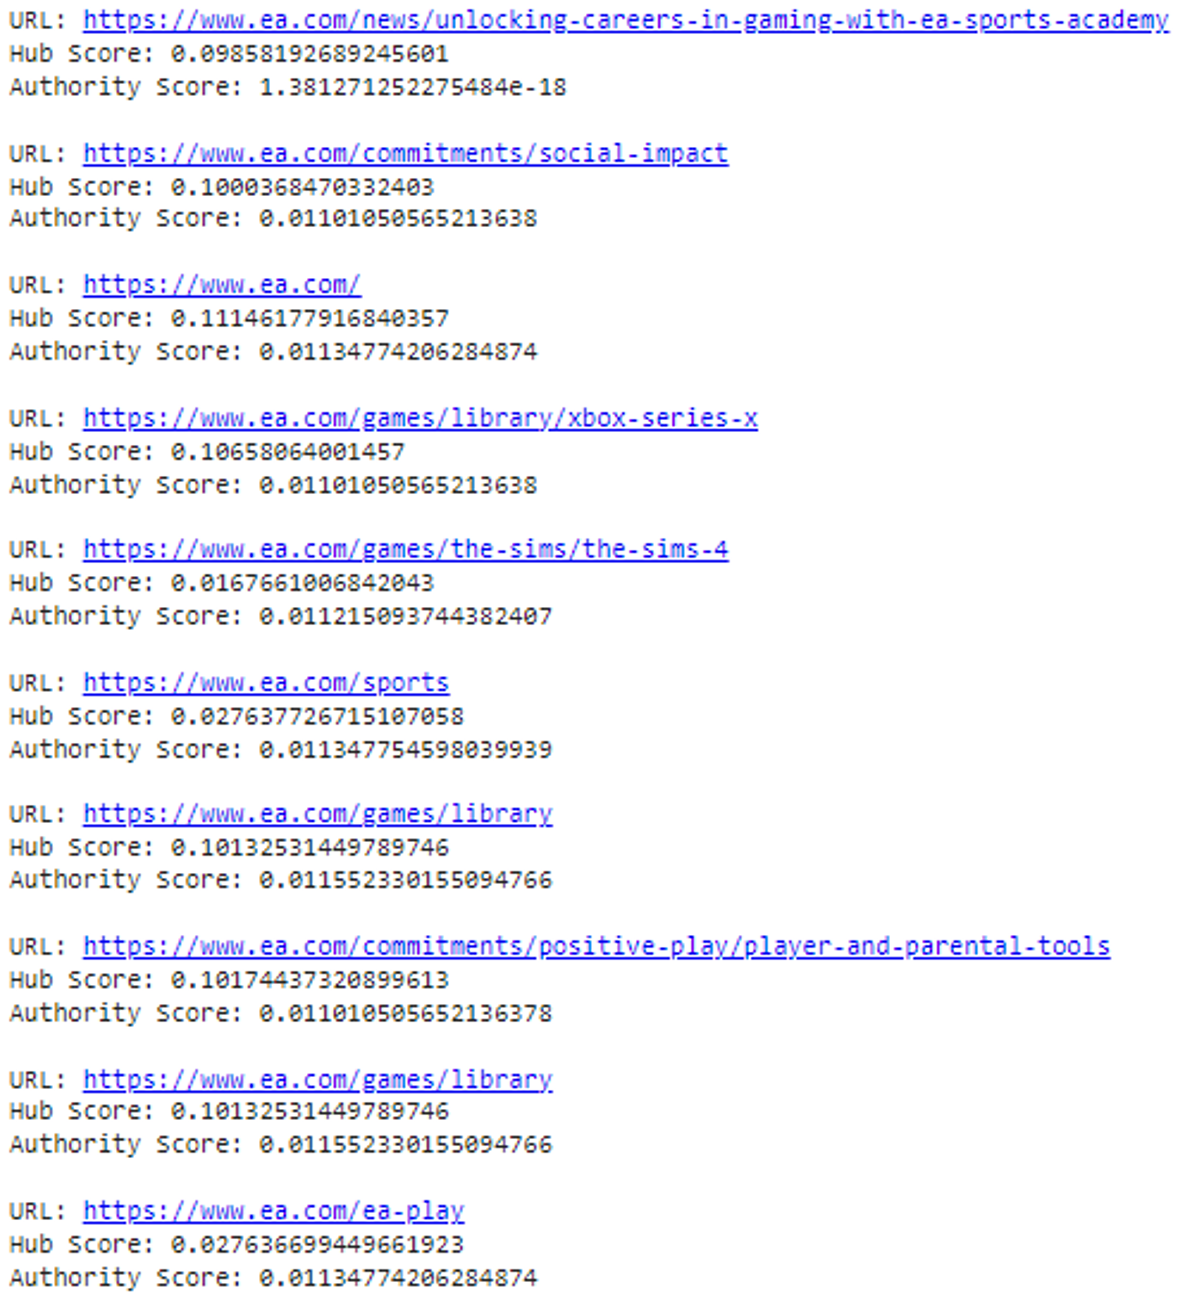 URL: https://www.ea.com/news/unlocking-careers-in-gaming-with-ea-sports-academy
Hub Score: 0.09858192689245601
Authority Score: 1.381271252275484e-18
URL: https://www.ea.com/commitments/social-impact
Hub Score: 0.1000368470332403
Authority Score: 0.01101050565213638
URL: https://www.ea.com/
Hub Score: 0.11146177916840357
Authority Score: 0.01134774206284874
URL: https://www.ea.com/games/library/xbox-series-x
Hub Score: 0.10658064001457
Authority Score: 0.01101050565213638
URL: https://www.ea.com/games/the-sims/the-sims-4
Hub Score: 0.0167661006842043
Authority Score: 0.011215093744382407
URL: https://www.ea.com/sports
Hub Score: 0.027637726715107058
Authority Score: 0.011347754598039939
URL: https://www.ea.com/games/library
Hub Score: 0.10132531449789746
Authority Score: 0.011552330155094766
URL: https://www.ea.com/commitments/positive-play/player-and-parental-tools
Hub Score: 0.10174437320899613
Authority Score: 0.011010505652136378
URL: https://www.ea.com/games/library
Hub Score: 0.10132531449789746
Authority Score: 0.011552330155094766
URL: https://www.ea.com/ea-play
Hub Score: 0.027636699449661923
Authority Score: 0.01134774206284874